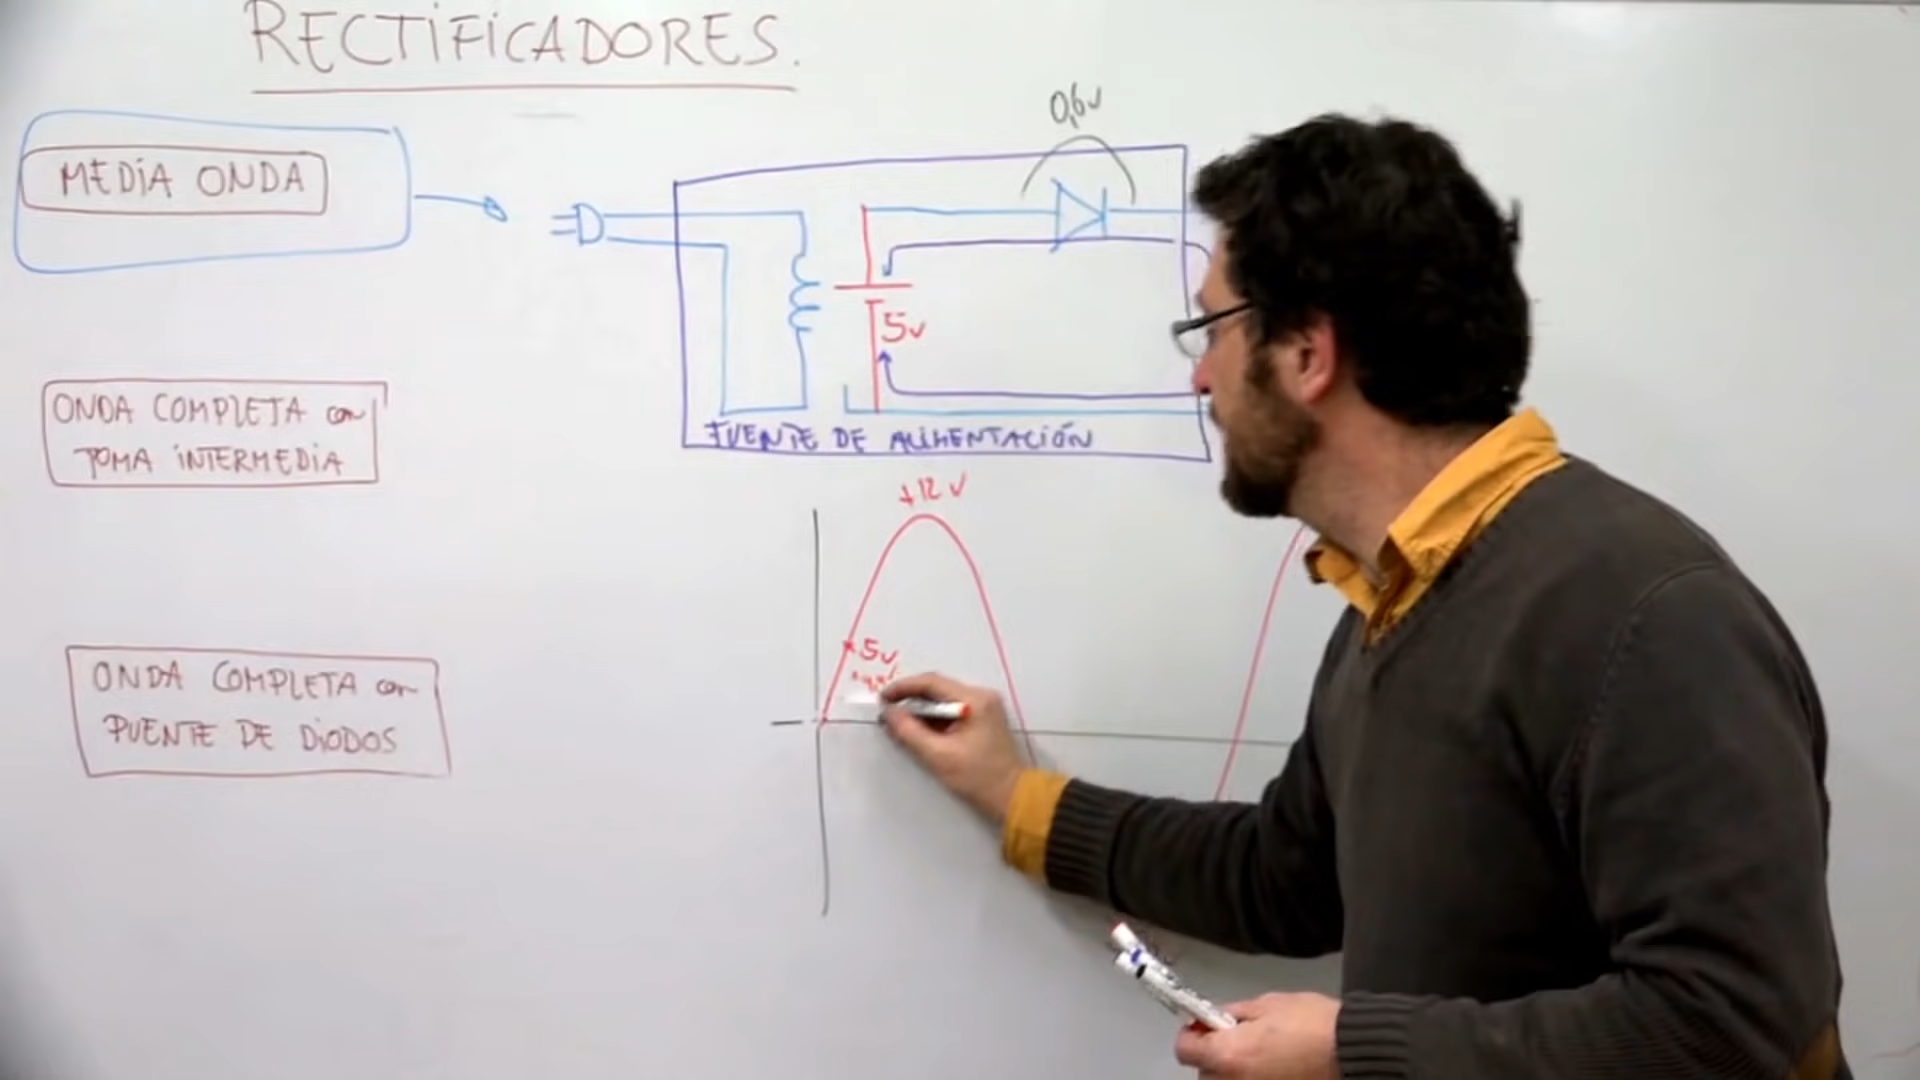 RECTIFICADORES.
MEDIA ONDA
0,6v
5v
FUENTE DE ALIMENTACIÓN
ONDA COMPLETA con
TOMA INTERMEDIA
+12 V
5v
ONDA COMPLETA con
PUENTE DE DIODOS